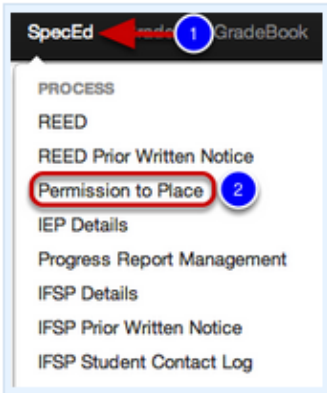 SpecEd 1 GradeBook
PROCESS
REED
REED Prior Written Notice
Permission to Place 2
IEP Details
Progress Report Management
IFSP Details
IFSP Prior Written Notice
IFSP Student Contact Log